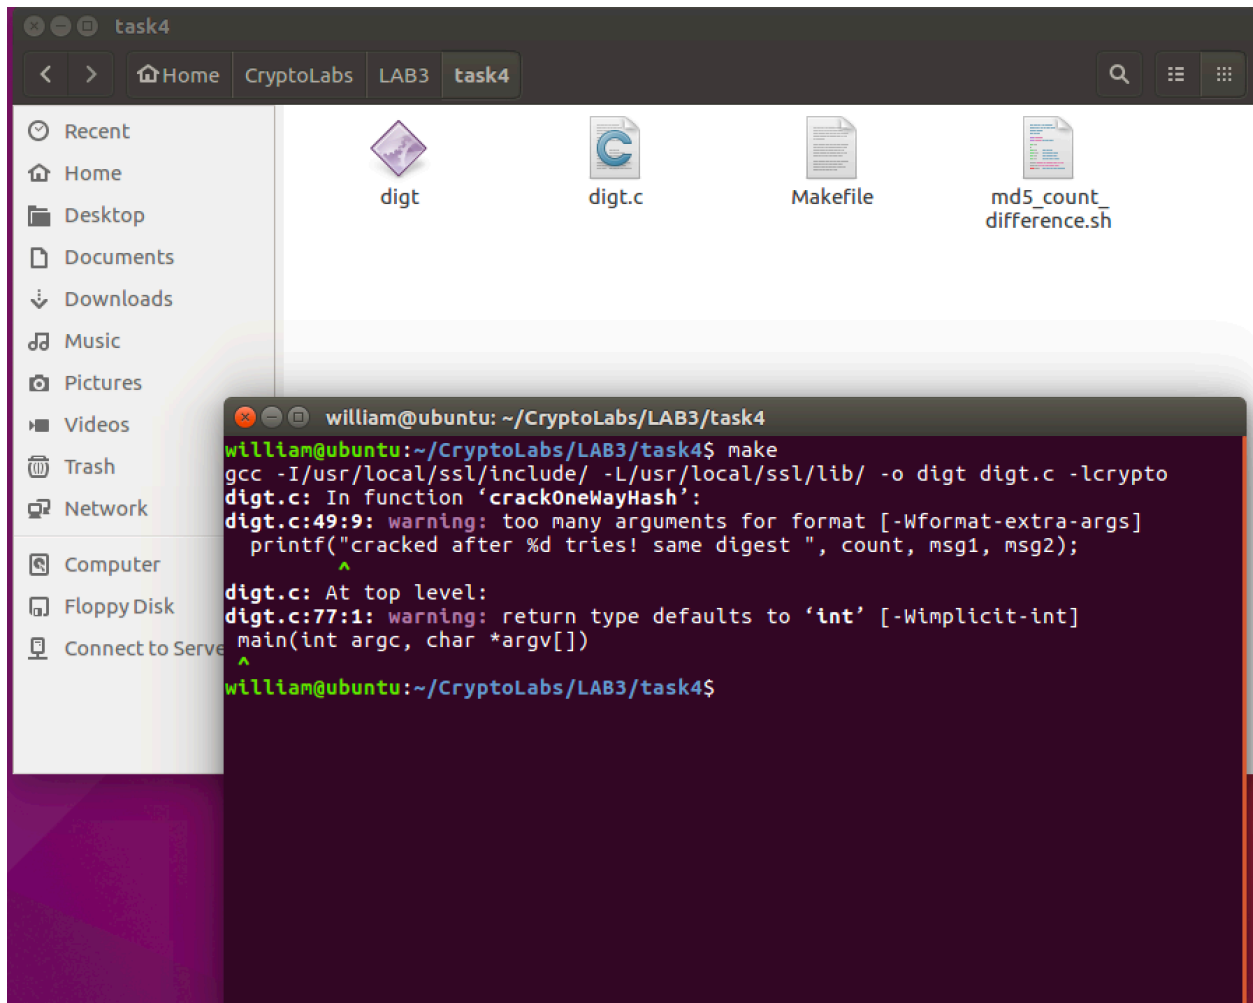 task4
Home CryptoLabs LAB3 task4
Recent
Home
Desktop
Documents
Downloads
Music
Pictures
Videos
Trash
Network
Computer
Floppy Disk
Connect to Serve
digt
digt.c
Makefile
md5_count_
difference.sh
william@ubuntu: ~/CryptoLabs/LAB3/task4
william@ubuntu:~/CryptoLabs/LAB3/task4$ make
gcc -I/usr/local/ssl/include/ -L/usr/local/ssl/lib/ -o digt digt.c -lcrypto
digt.c: In function ‘crackOneWayHash’:
digt.c:49:9: warning: too many arguments for format [-Wformat-extra-args]
printf("cracked after %d tries! same digest ", count, msg1, msg2);
^
digt.c: At top level:
digt.c:77:1: warning: return type defaults to ‘int’ [-Wimplicit-int]
main(int argc, char *argv[])
^
william@ubuntu:~/CryptoLabs/LAB3/task4$